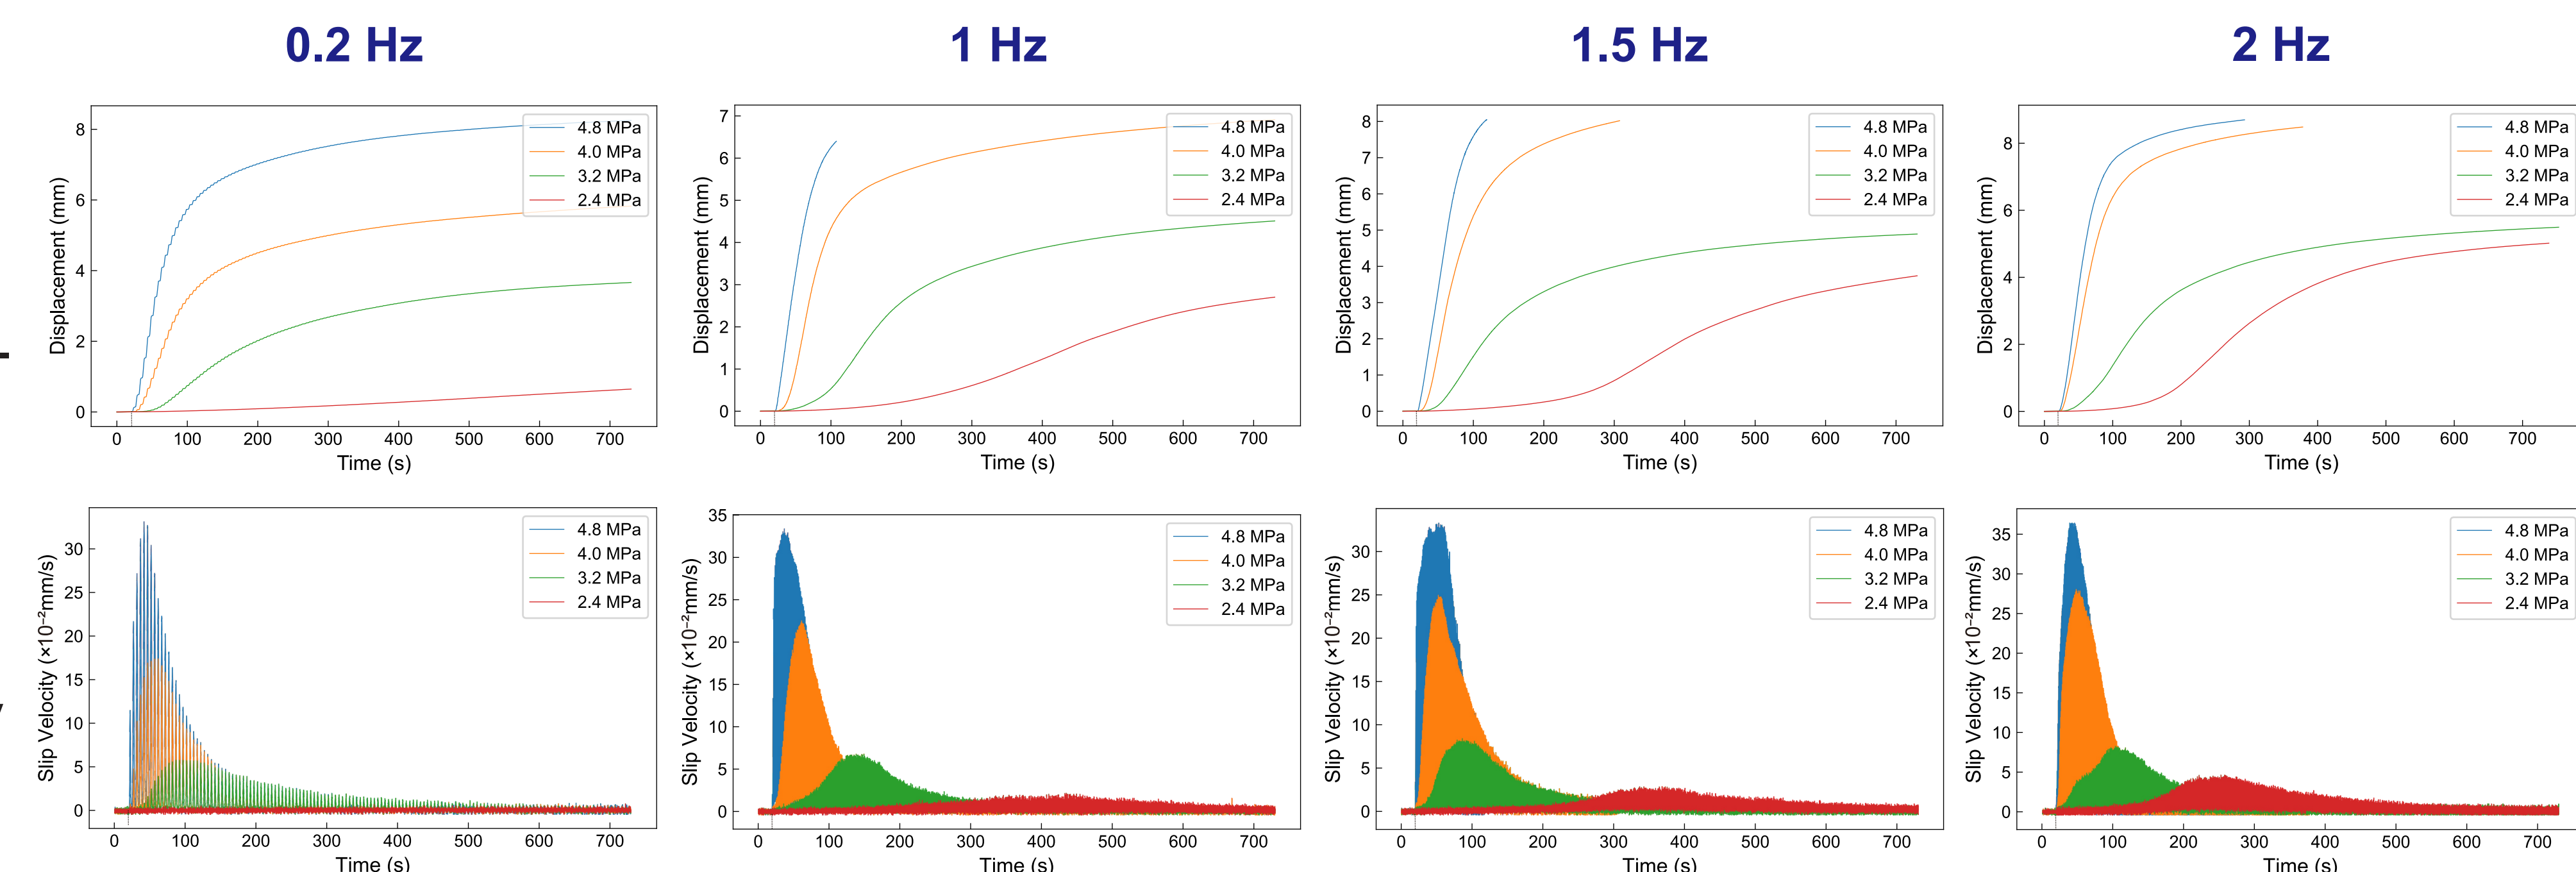 0.2 Hz
1 Hz
1.5 Hz
2 Hz
Displacement (mm)
8
6
4
2
0
4.8 MPa
4.0 MPa
3.2 MPa
2.4 MPa
0 100 200 300 400 500 600 700
Time (s)
Displacement (mm)
7
6
5
4
3
2
1
0
4.8 MPa
4.0 MPa
3.2 MPa
2.4 MPa
0 100 200 300 400 500 600 700
Time (s)
Displacement (mm)
8
7
6
5
4
3
2
1
0
4.8 MPa
4.0 MPa
3.2 MPa
2.4 MPa
0 100 200 300 400 500 600 700
Time (s)
Displacement (mm)
8
6
4
2
0
4.8 MPa
4.0 MPa
3.2 MPa
2.4 MPa
0 100 200 300 400 500 600 700
Time (s)
Slip Velocity (×10⁻²mm/s)
30
25
20
15
10
5
0
4.8 MPa
4.0 MPa
3.2 MPa
2.4 MPa
0 100 200 300 400 500 600 700
Time (s)
Slip Velocity (×10⁻²mm/s)
35
30
25
20
15
10
5
0
4.8 MPa
4.0 MPa
3.2 MPa
2.4 MPa
0 100 200 300 400 500 600 700
Time (s)
Slip Velocity (×10⁻²mm/s)
30
25
20
15
10
5
0
4.8 MPa
4.0 MPa
3.2 MPa
2.4 MPa
0 100 200 300 400 500 600 700
Time (s)
Slip Velocity (×10⁻²mm/s)
35
30
25
20
15
10
5
0
4.8 MPa
4.0 MPa
3.2 MPa
2.4 MPa
0 100 200 300 400 500 600 700
Time (s)